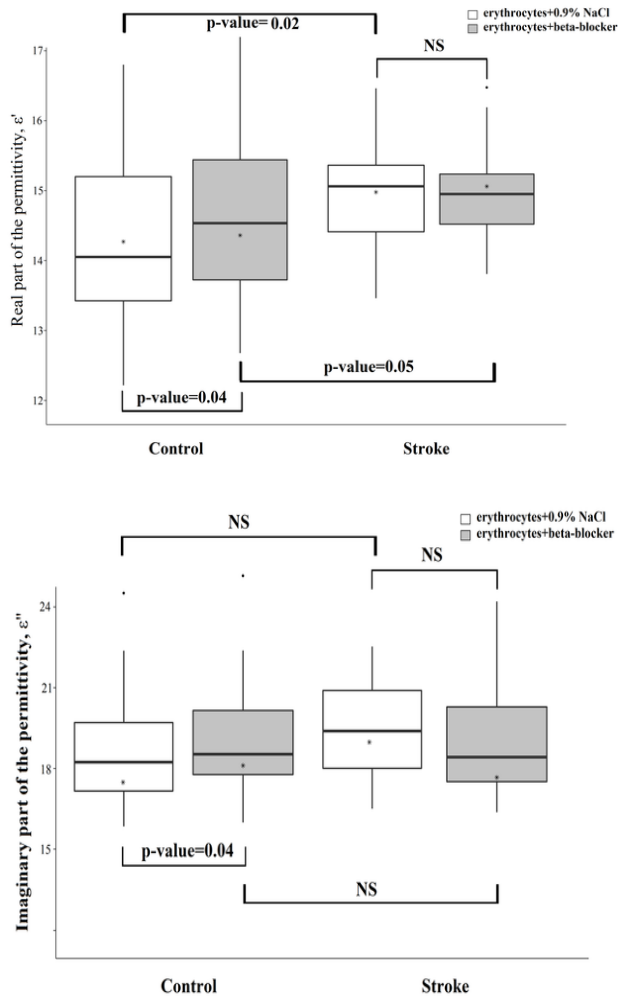 erythrocytes+0.9% NaCl
erythrocytes+beta-blocker
p-value= 0.02
NS
17
16
15
14
13
12
Real part of the permittivity, ε'
p-value=0.05
p-value=0.04
Control Stroke
erythrocytes+0.9% NaCl
erythrocytes+beta-blocker
NS
NS
24
21
18
15
Imaginary part of the permittivity, ε"
p-value=0.04
NS
Control Stroke